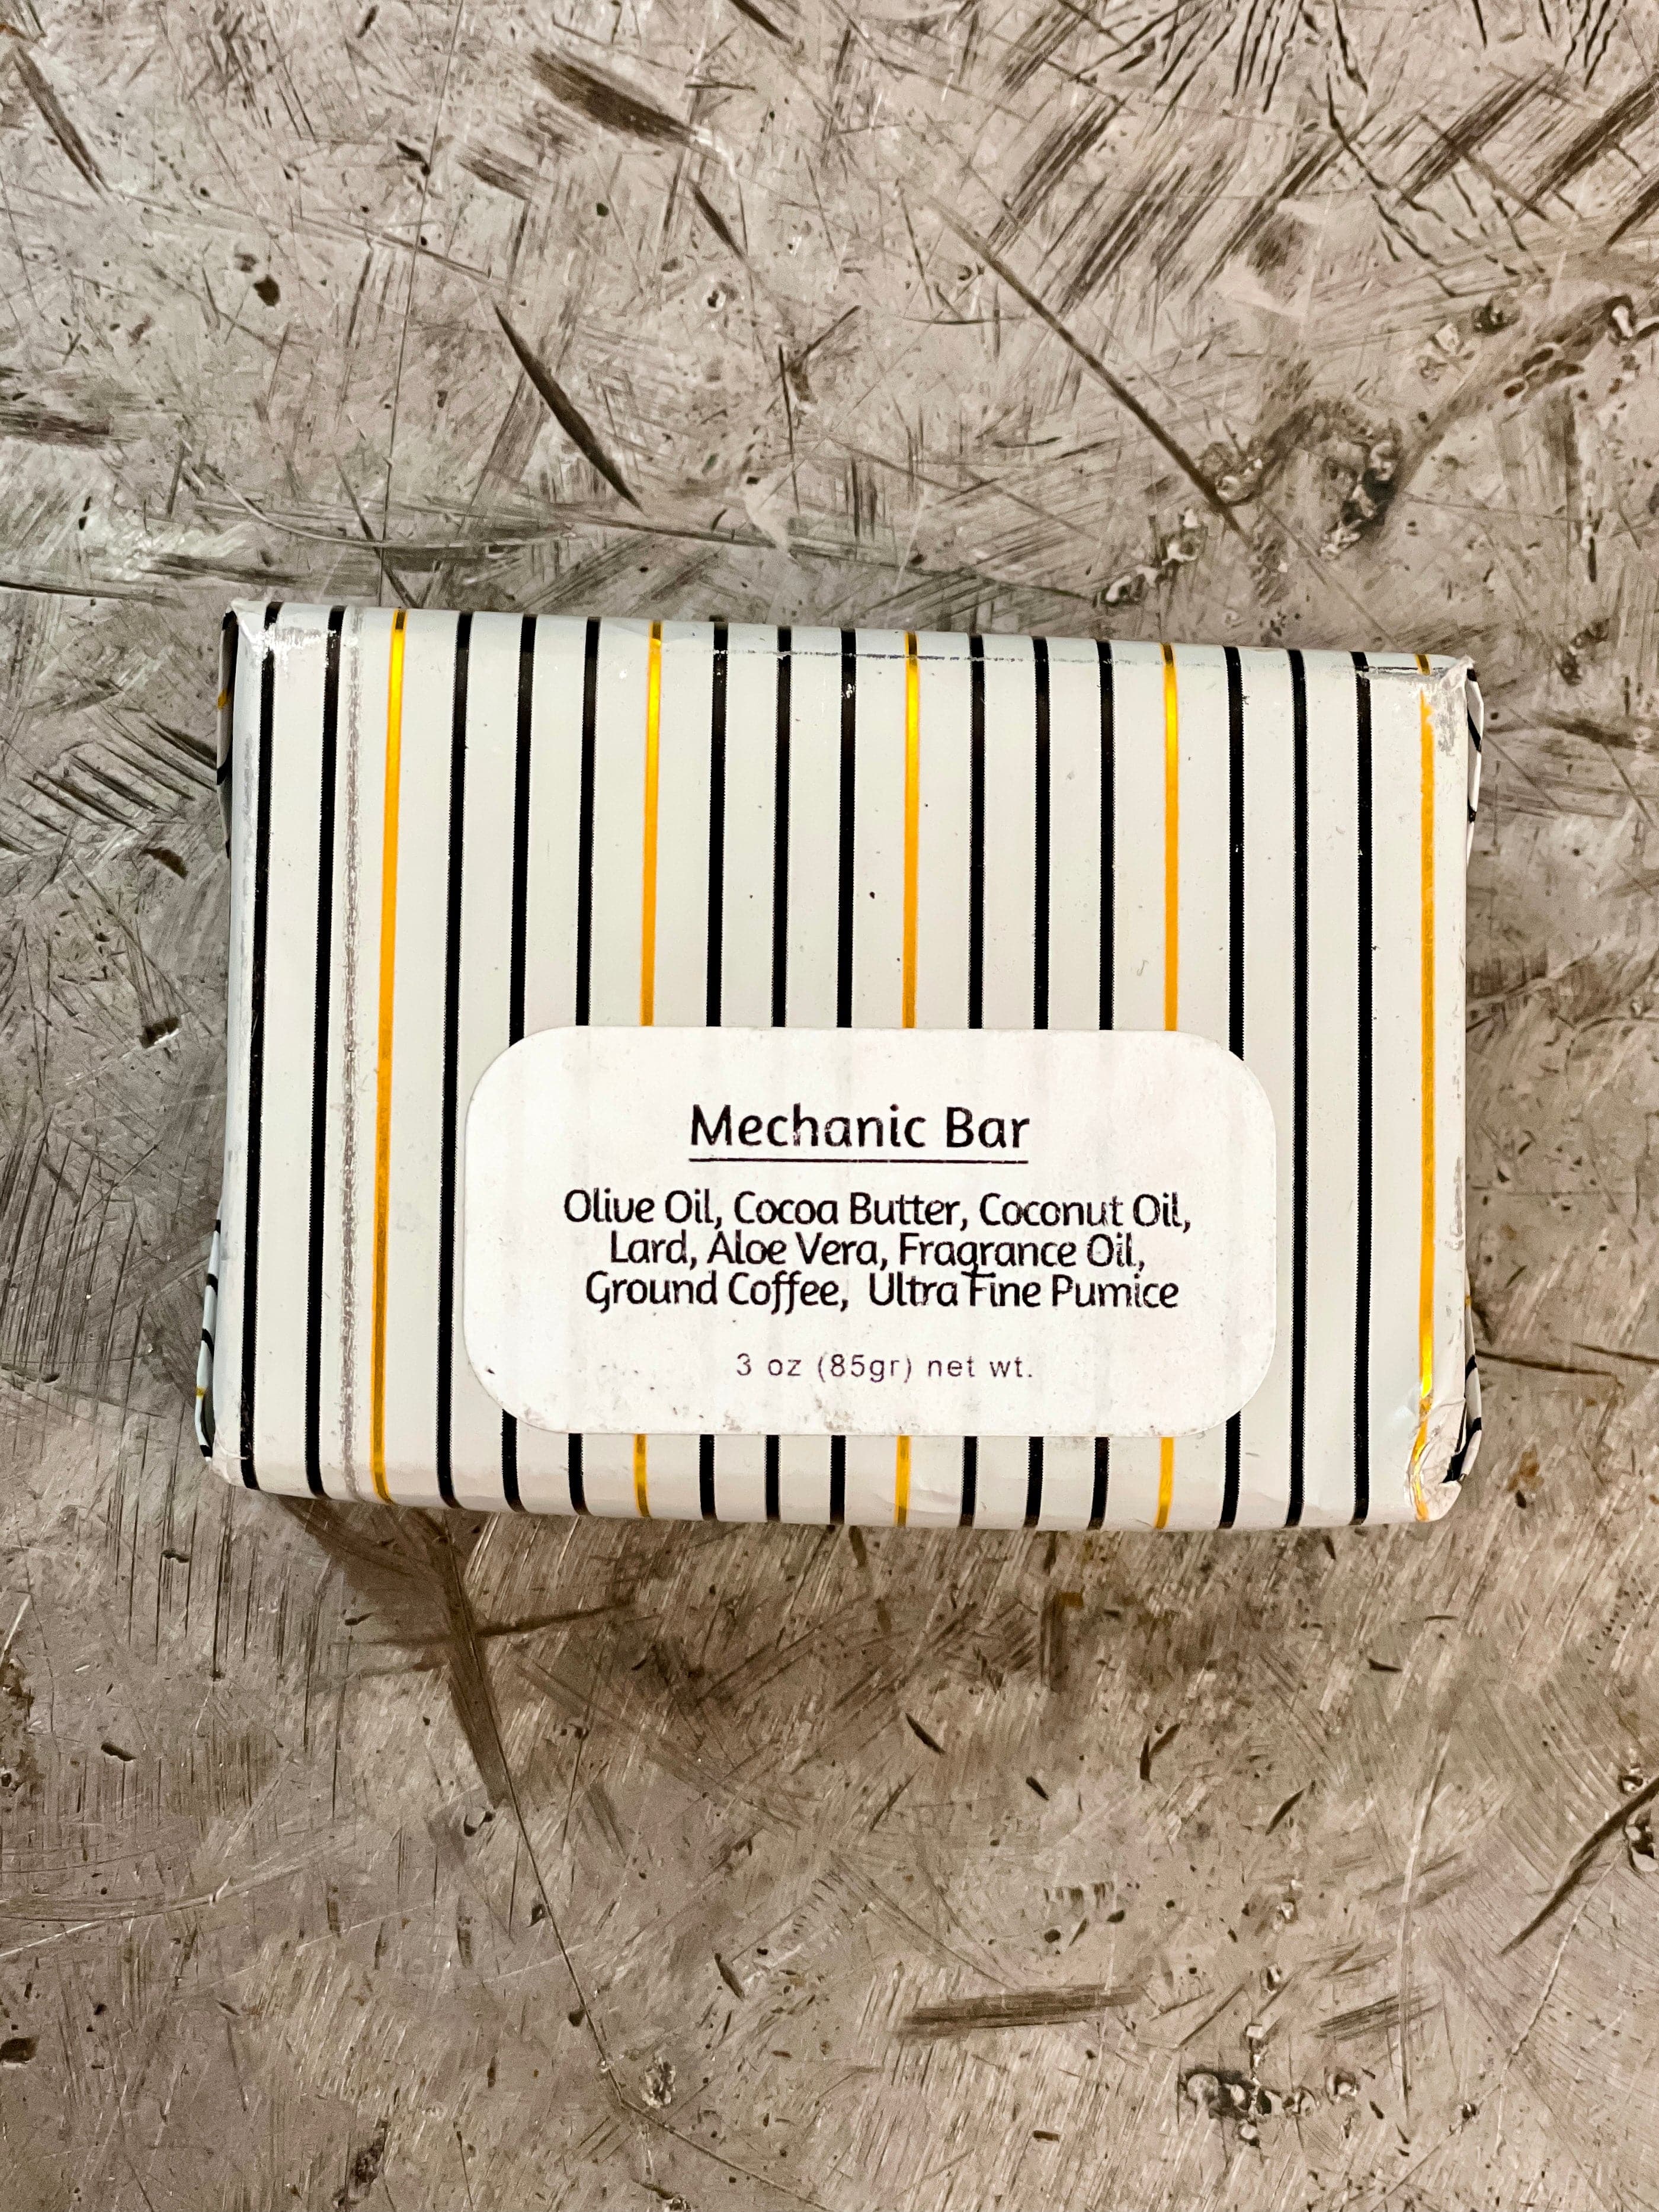 Mechanic Bar
Olive Oil, Cocoa Butter, Coconut Oil,
Lard, Aloe Vera, Fragrance Oil,
Ground Coffee, Ultra Fine Pumice
3 oz (85gr) net wt.